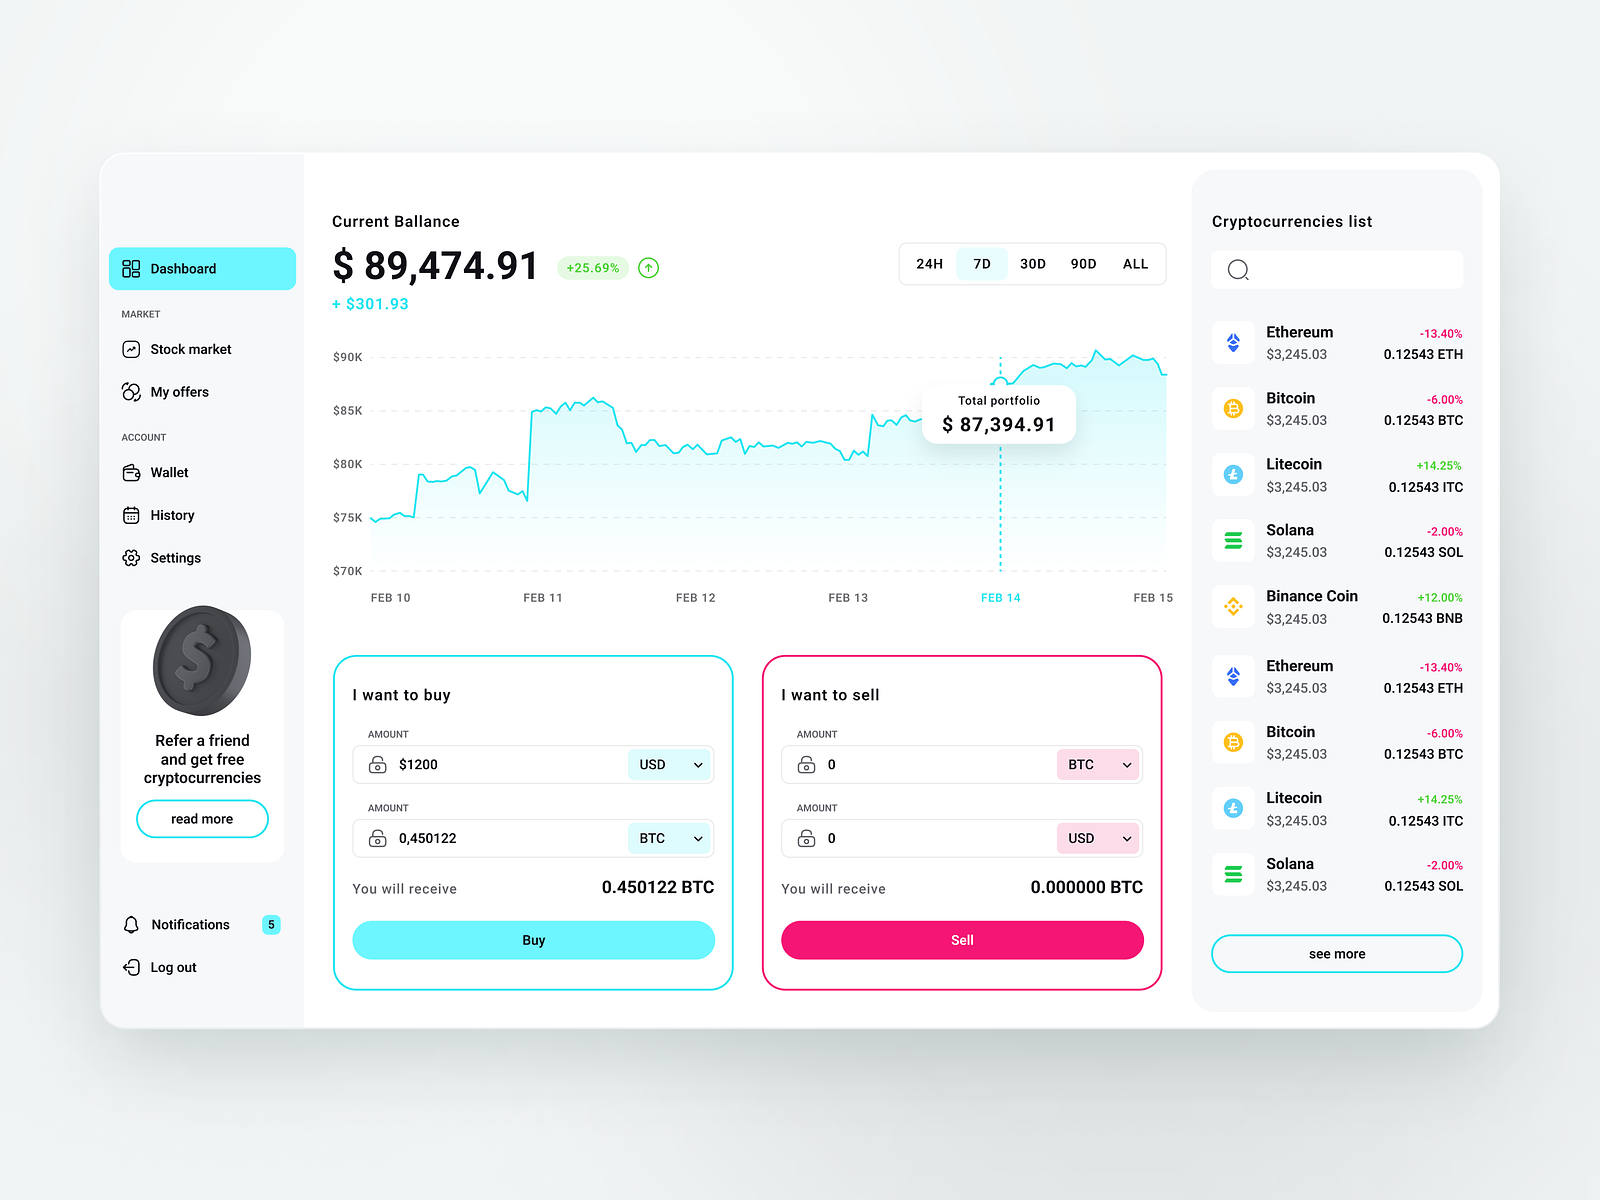 Dashboard
MARKET
Stock market
My offers
ACCOUNT
Wallet
History
Settings
$
Refer a friend
and get free
cryptocurrencies
read more
Notifications 5
Log out
Current Ballance
$ 89,474.91 +25.69%
+ $301.93
24H 7D 30D 90D ALL
$90K
$85K
$80K
$75K
$70K
Total portfolio
$ 87,394.91
FEB 10 FEB 11 FEB 12 FEB 13 FEB 14 FEB 15
I want to buy
AMOUNT
$1200 USD
AMOUNT
0,450122 BTC
You will receive 0.450122 BTC
Buy
I want to sell
AMOUNT
0 BTC
AMOUNT
0 USD
You will receive 0.000000 BTC
Sell
Cryptocurrencies list
Ethereum -13.40%
$3,245.03 0.12543 ETH
Bitcoin -6.00%
$3,245.03 0.12543 BTC
Litecoin +14.25%
$3,245.03 0.12543 ITC
Solana -2.00%
$3,245.03 0.12543 SOL
Binance Coin +12.00%
$3,245.03 0.12543 BNB
Ethereum -13.40%
$3,245.03 0.12543 ETH
Bitcoin -6.00%
$3,245.03 0.12543 BTC
Litecoin +14.25%
$3,245.03 0.12543 ITC
Solana -2.00%
$3,245.03 0.12543 SOL
see more